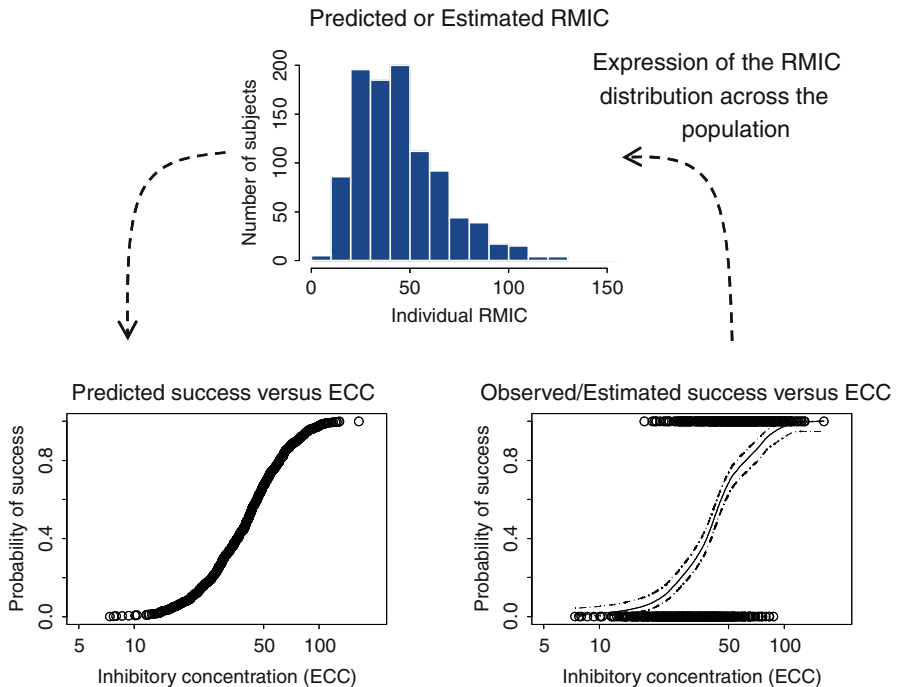 Predicted or Estimated RMIC
Expression of the RMIC
distribution across the
population
Number of subjects
200
150
100
50
0
0 50 100 150
Individual RMIC
Predicted success versus ECC
Probability of success
0.8
0.4
0.0
5 10 50 100
Inhibitory concentration (ECC)
Observed/Estimated success versus ECC
Probability of success
0.8
0.4
0.0
5 10 50 100
Inhibitory concentration (ECC)